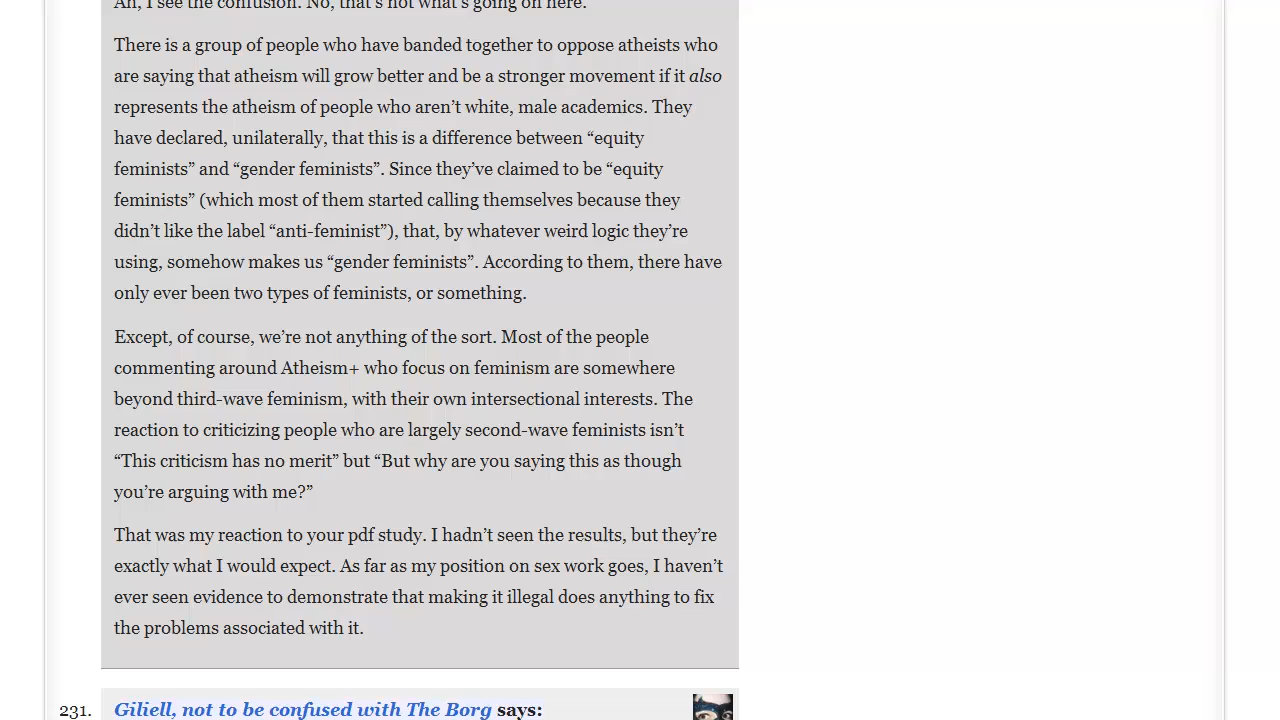 Ah, I see the confusion. No, that’s not what’s going on here.
There is a group of people who have banded together to oppose atheists who
are saying that atheism will grow better and be a stronger movement if it also
represents the atheism of people who aren’t white, male academics. They
have declared, unilaterally, that this is a difference between “equity
feminists” and “gender feminists”. Since they’ve claimed to be “equity
feminists” (which most of them started calling themselves because they
didn’t like the label “anti-feminist”), that, by whatever weird logic they’re
using, somehow makes us “gender feminists”. According to them, there have
only ever been two types of feminists, or something.
Except, of course, we’re not anything of the sort. Most of the people
commenting around Atheism+ who focus on feminism are somewhere
beyond third-wave feminism, with their own intersectional interests. The
reaction to criticizing people who are largely second-wave feminists isn’t
“This criticism has no merit” but “But why are you saying this as though
you’re arguing with me?”
That was my reaction to your pdf study. I hadn’t seen the results, but they’re
exactly what I would expect. As far as my position on sex work goes, I haven’t
ever seen evidence to demonstrate that making it illegal does anything to fix
the problems associated with it.
231. Giliell, not to be confused with The Borg says: